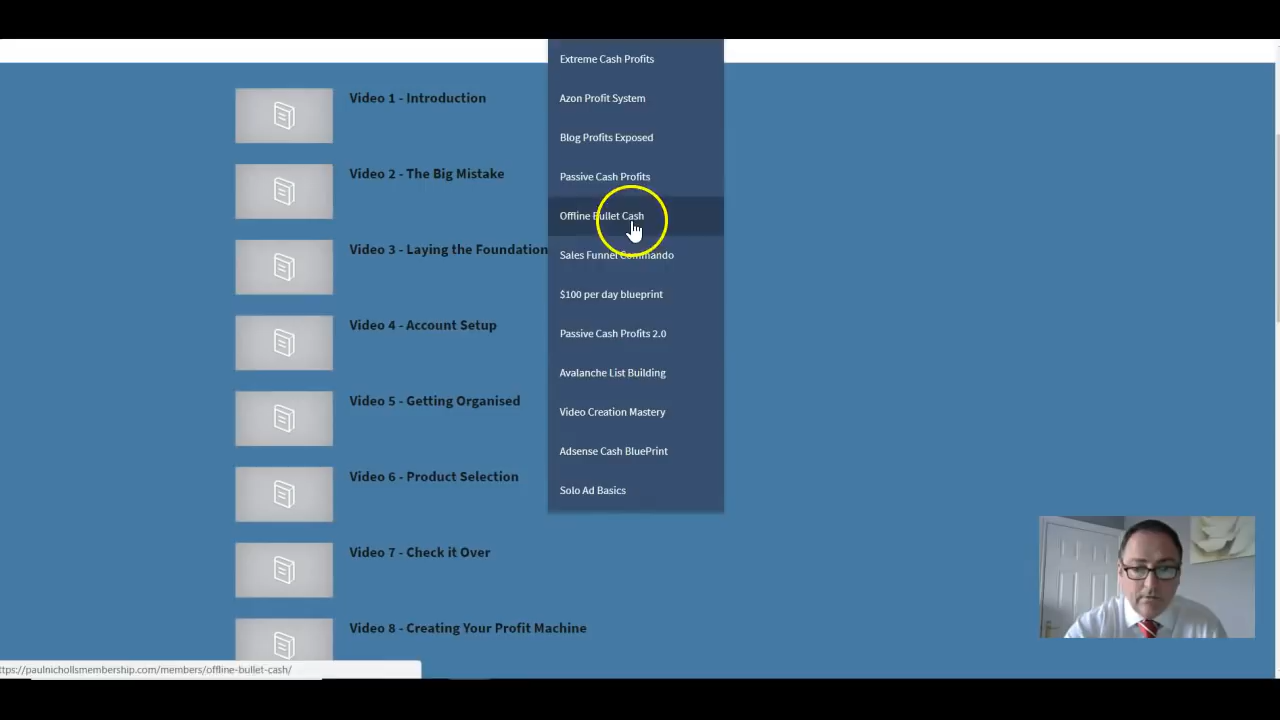 Extreme Cash Profits
Azon Profit System
Blog Profits Exposed
Passive Cash Profits
Offline Bullet Cash
Sales Funnel Commando
$100 per day blueprint
Passive Cash Profits 2.0
Avalanche List Building
Video Creation Mastery
Adsense Cash BluePrint
Solo Ad Basics
Video 1 - Introduction
Video 2 - The Big Mistake
Video 3 - Laying the Foundation
Video 4 - Account Setup
Video 5 - Getting Organised
Video 6 - Product Selection
Video 7 - Check it Over
Video 8 - Creating Your Profit Machine
ttps://paulnichollsmembership.com/members/offline-bullet-cash/